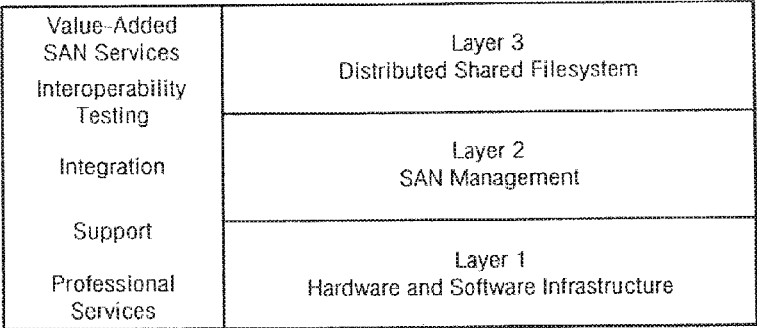 Value-Added
SAN Services
Interoperability
Testing
Integration
Support
Professional
Services
Layer 3
Distributed Shared Filesystem
Layer 2
SAN Management
Layer 1
Hardware and Software Infrastructure